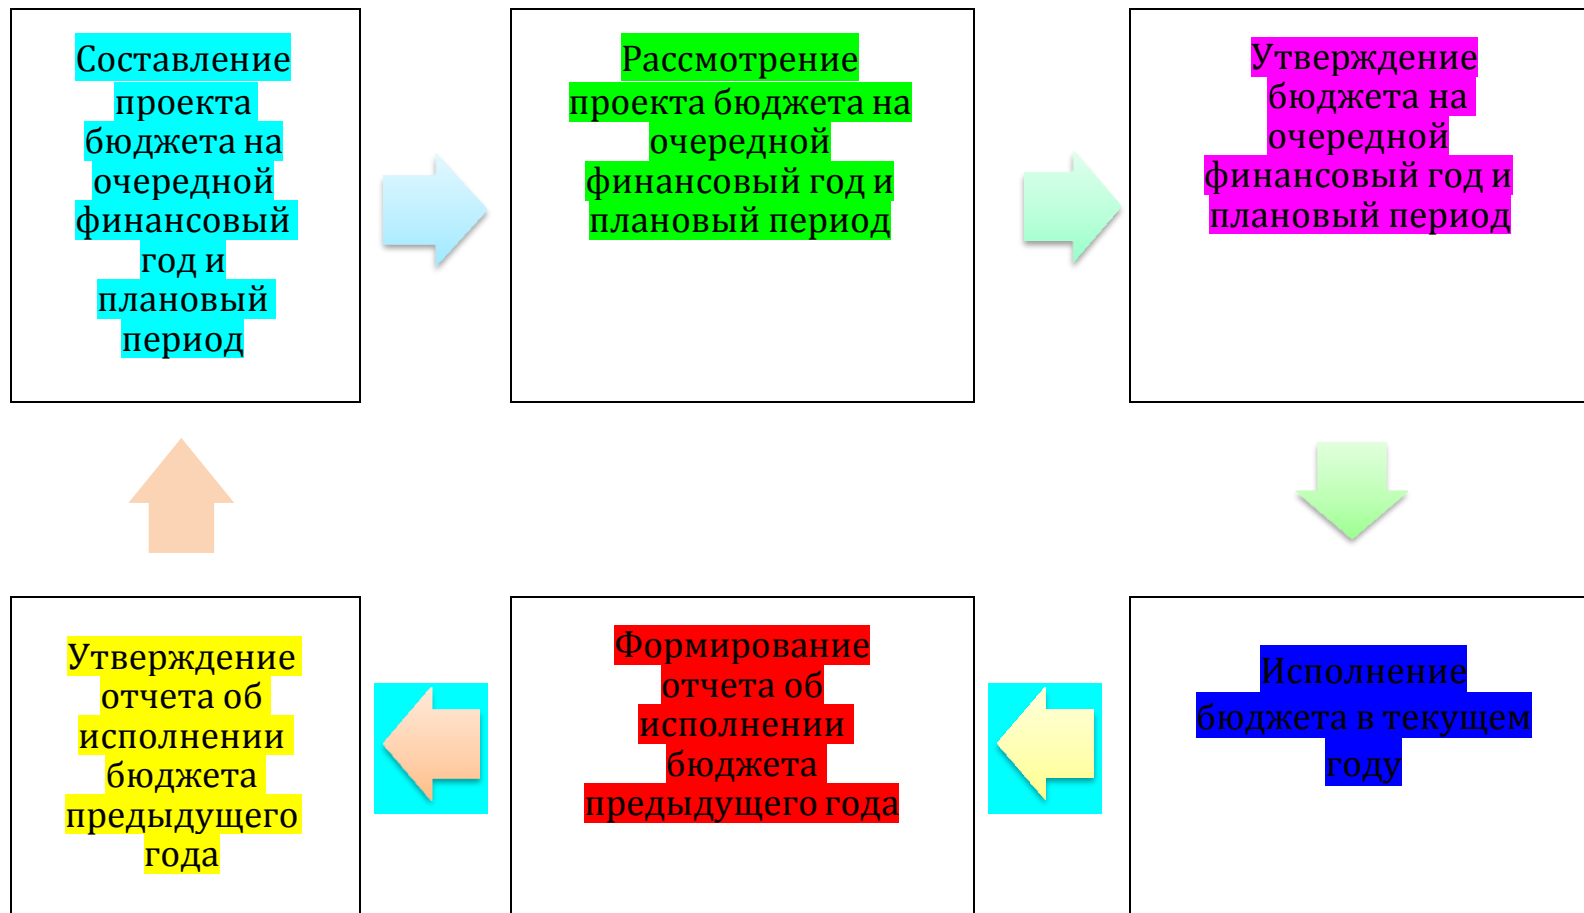 Составление
проекта
бюджета на
очередной
финансовый
год и
плановый
период
Рассмотрение
проекта бюджета на
очередной
финансовый год и
плановый период
Утверждение
бюджета на
очередной
финансовый год и
плановый период
Утверждение
отчета об
исполнении
бюджета
предыдущего
года
Формирование
отчета об
исполнении
бюджета
предыдущего года
Исполнение
бюджета в текущем
году